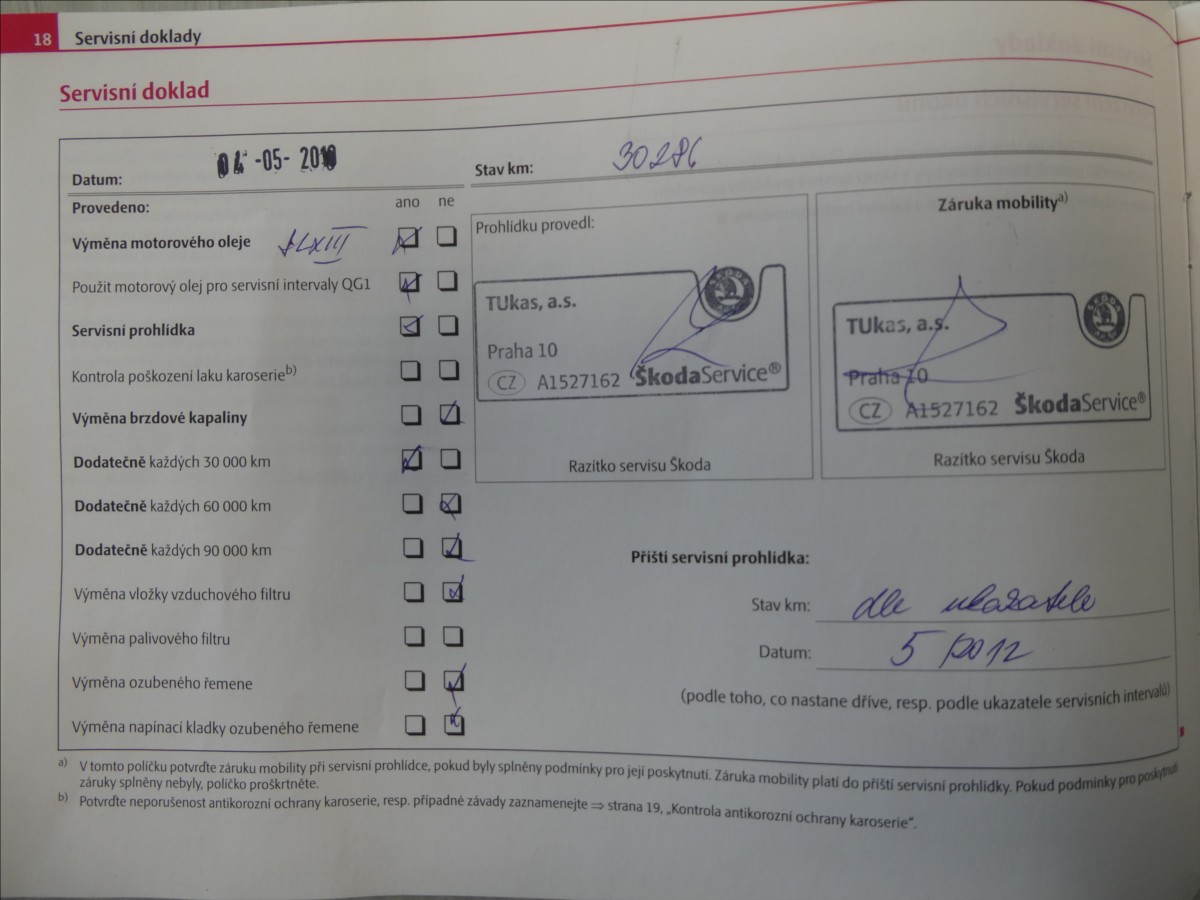 18 Servisní doklady
Servisní doklad
Datum: 04-05-2010
Stav km: 30286
Provedeno: ano ne
Výměna motorového oleje
Použit motorový olej pro servisní intervaly QG1
Servisní prohlídka
Kontrola poškození laku karoserieb)
Výměna brzdové kapaliny
Dodatečně každých 30 000 km
Dodatečně každých 60 000 km
Dodatečně každých 90 000 km
Výměna vložky vzduchového filtru
Výměna palivového filtru
Výměna ozubeného řemene
Výměna napínací kladky ozubeného řemene
Prohlídku provedl:
TUkas, a.s.
Praha 10
CZ A1527162 ŠkodaService®
Razítko servisu Škoda
Záruka mobilitya)
ŠKODA
TUkas, a.s.
Praha 10
CZ A1527162 ŠkodaService®
Razítko servisu Škoda
Příští servisní prohlídka:
Stav km: dle ukazatele
Datum: 5/2012
(podle toho, co nastane dříve, resp. podle ukazatele servisních intervalů)
a) V tomto políčku potvrďte záruku mobility při servisní prohlídce, pokud byly splněny podmínky pro její poskytnutí. Záruka mobility platí do příští servisní prohlídky. Pokud podmínky pro poskytnutí
záruky splněny nebyly, políčko proškrtněte.
b) Potvrďte neporušenost antikorozní ochrany karoserie, resp. případné závady zaznamenejte ⇒ strana 19, „Kontrola antikorozní ochrany karoserie“.